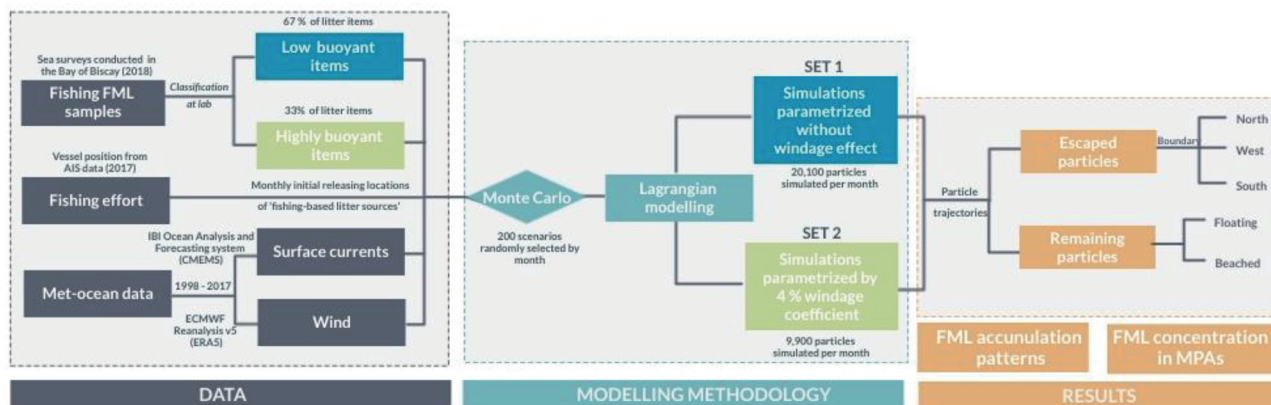 67 % of litter items
Low buoyant
items
Sea surveys conducted in
the Bay of Biscay (2018)
Fishing FML
samples
Classification
at lab
33% of litter items
Highly buoyant
items
Vessel position from
AIS data (2017)
Fishing effort
Monthly initial releasing locations
of 'fishing-based litter sources'
IBI Ocean Analysis and
Forecasting system
(CMEMS)
Surface currents
Met-ocean data
1998 - 2017
ECMWF
Reanalysis v5
(ERA5)
Wind
DATA
Monte Carlo
200 scenarios
randomly selected by
month
Lagrangian
modelling
SET 1
Simulations
parametrized
without
windage effect
20,100 particles
simulated per month
SET 2
Simulations
parametrized by
4 % windage
coefficient
9,900 particles
simulated per month
MODELLING METHODOLOGY
Particle
trajectories
Escaped
particles
Boundary
North
West
South
Remaining
particles
Floating
Beached
FML accunulation
patterns
FML concentration
in MPAs
RESULTS